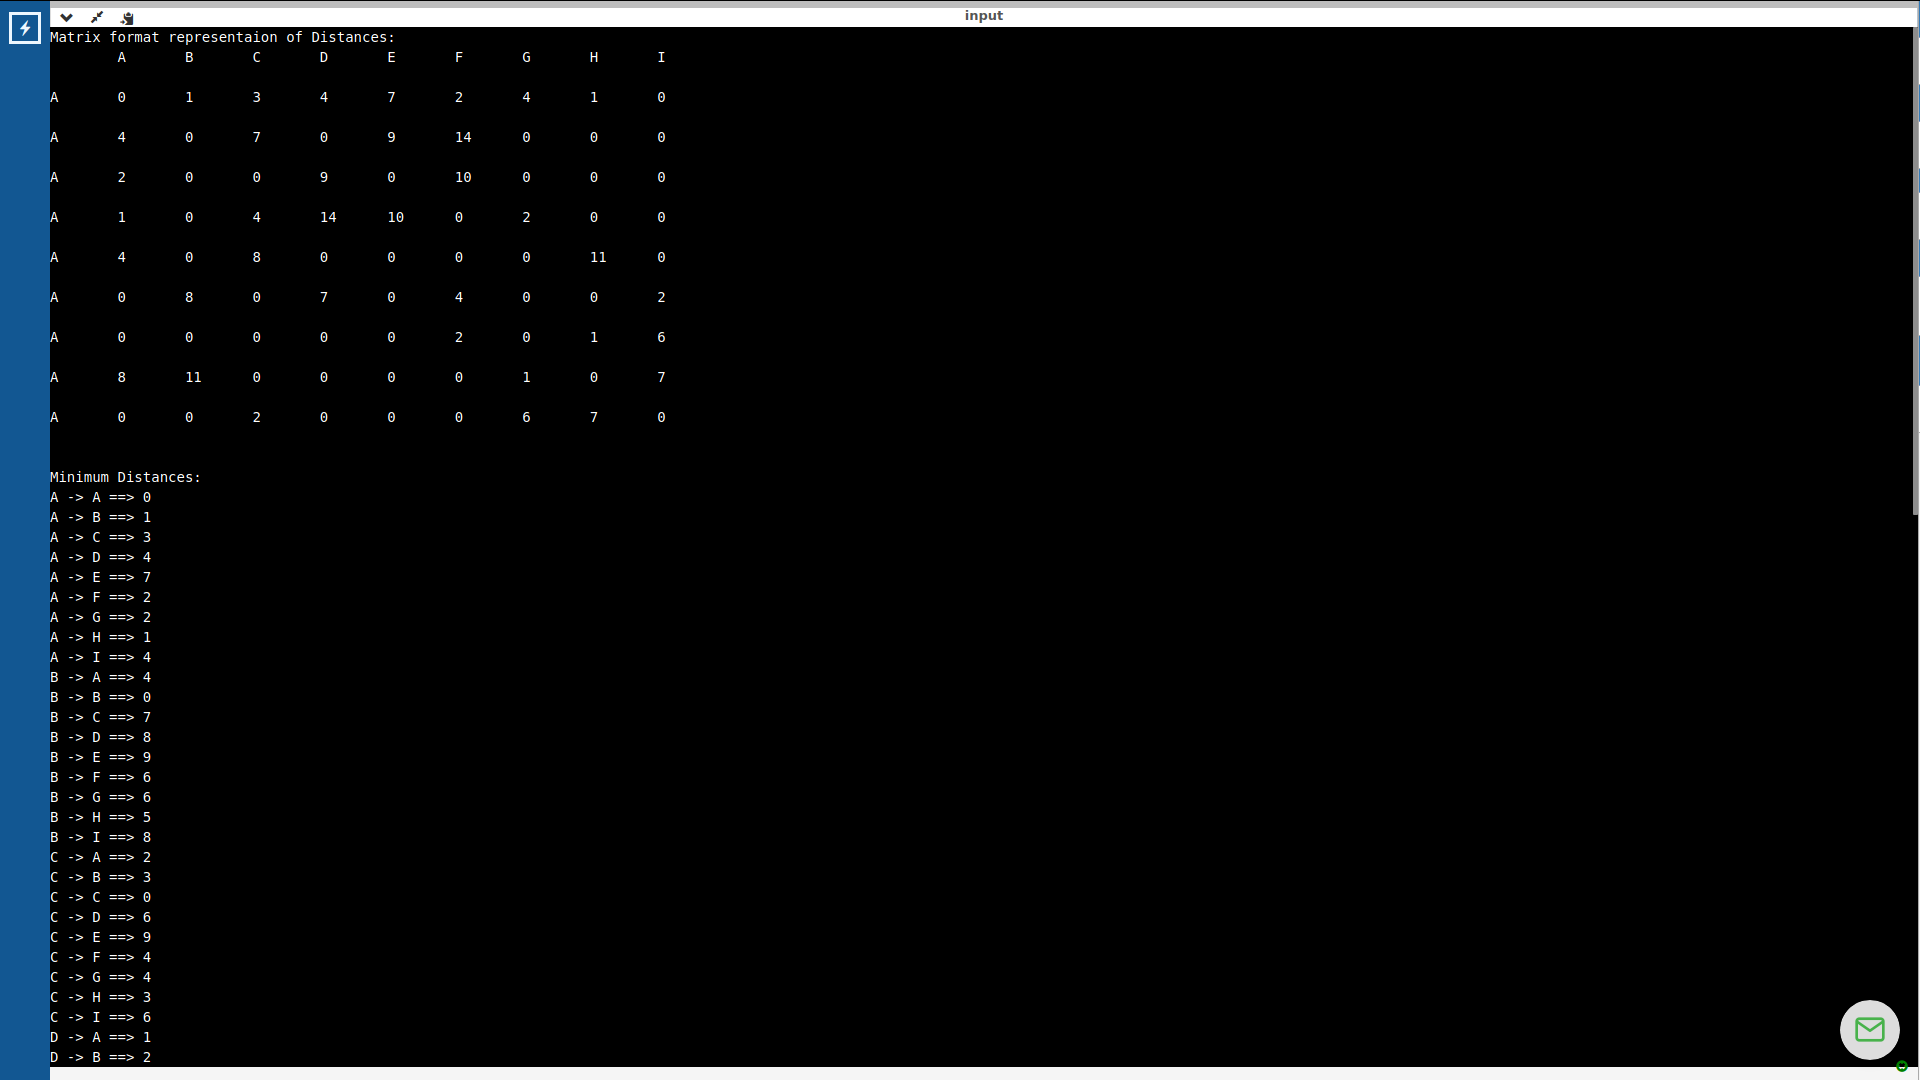 input
Matrix format representaion of Distances:
A B C D E F G H I
A 0 1 3 4 7 2 4 1 0
A 4 0 7 0 9 14 0 0 0
A 2 0 0 9 0 10 0 0 0
A 1 0 4 14 10 0 2 0 0
A 4 0 8 0 0 0 0 11 0
A 0 8 0 7 0 4 0 0 2
A 0 0 0 0 0 2 0 1 6
A 8 11 0 0 0 0 1 0 7
A 0 0 2 0 0 0 6 7 0
Minimum Distances:
A -> A ==> 0
A -> B ==> 1
A -> C ==> 3
A -> D ==> 4
A -> E ==> 7
A -> F ==> 2
A -> G ==> 2
A -> H ==> 1
A -> I ==> 4
B -> A ==> 4
B -> B ==> 0
B -> C ==> 7
B -> D ==> 8
B -> E ==> 9
B -> F ==> 6
B -> G ==> 6
B -> H ==> 5
B -> I ==> 8
C -> A ==> 2
C -> B ==> 3
C -> C ==> 0
C -> D ==> 6
C -> E ==> 9
C -> F ==> 4
C -> G ==> 4
C -> H ==> 3
C -> I ==> 6
D -> A ==> 1
D -> B ==> 2